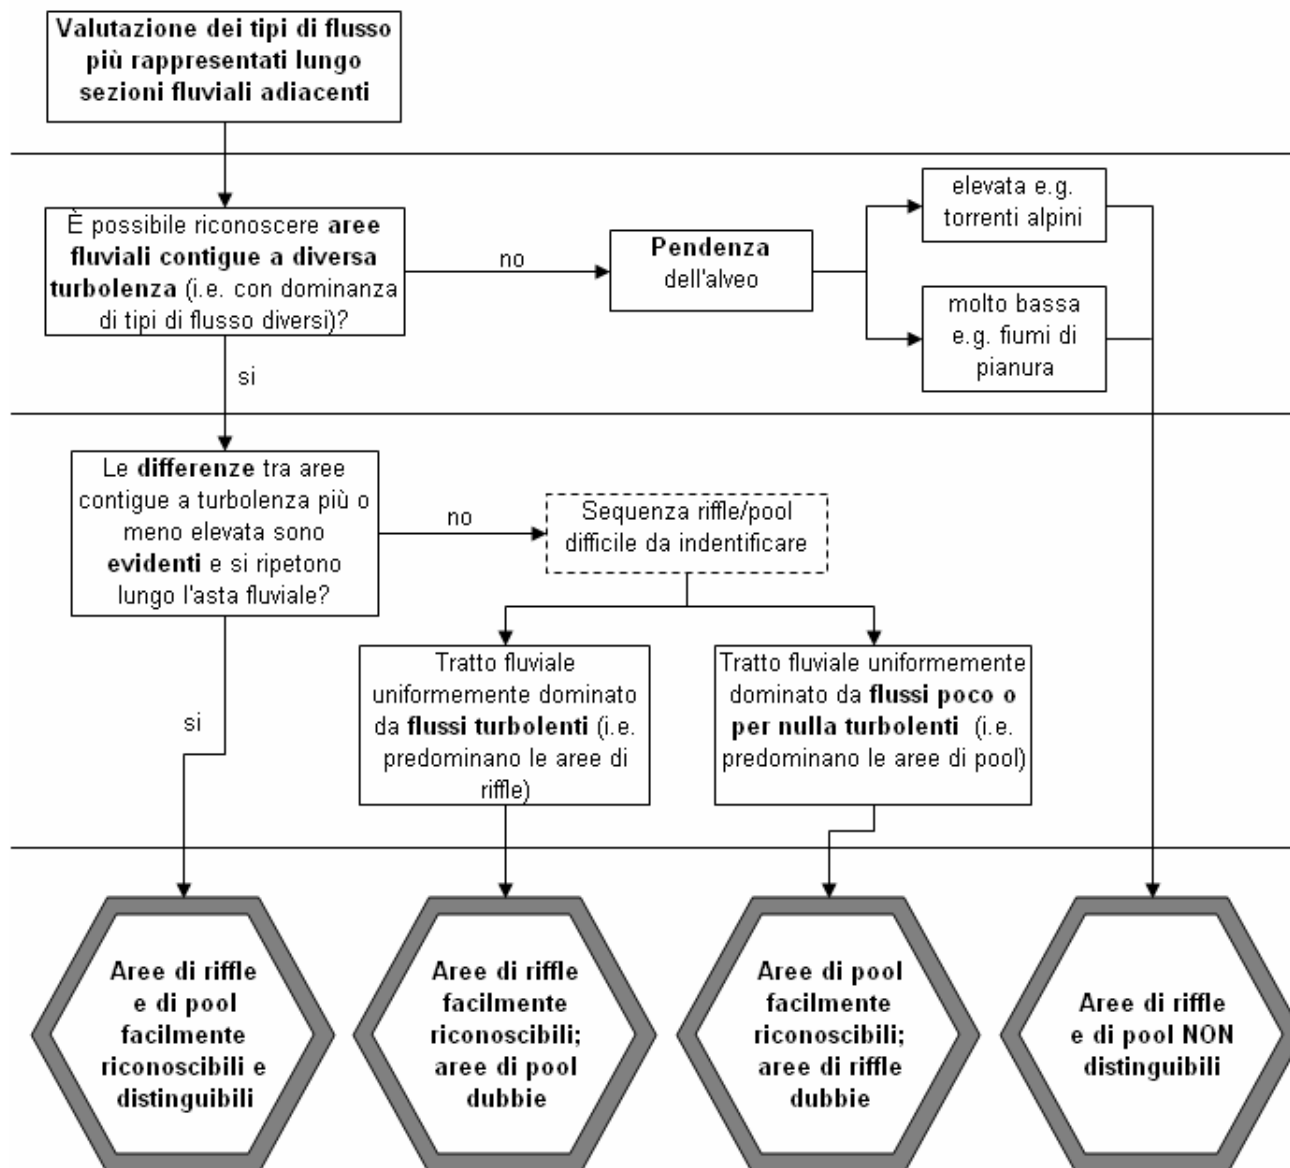 Valutazione dei tipi di flusso
più rappresentati lungo
sezioni fluviali adiacenti
È possibile riconoscere aree
fluviali contigue a diversa
turbolenza (i.e. con dominanza
di tipi di flusso diversi)?
no
Pendenza
dell'alveo
elevata e.g.
torrenti alpini
molto bassa
e.g. fiumi di
pianura
si
Le differenze tra aree
contigue a turbolenza più o
meno elevata sono
evidenti e si ripetono
lungo l'asta fluviale?
no
Sequenza riffle/pool
difficile da indentificare
si
Tratto fluviale
uniformemente dominato
da flussi turbolenti (i.e.
predominano le aree di
riffle)
Tratto fluviale uniformemente
dominato da flussi poco o
per nulla turbolenti (i.e.
predominano le aree di pool)
Aree di riffle
e di pool
facilmente
riconoscibili e
distinguibili
Aree di riffle
facilmente
riconoscibili;
aree di pool
dubbie
Aree di pool
facilmente
riconoscibili;
aree di riffle
dubbie
Aree di riffle
e di pool NON
distinguibili